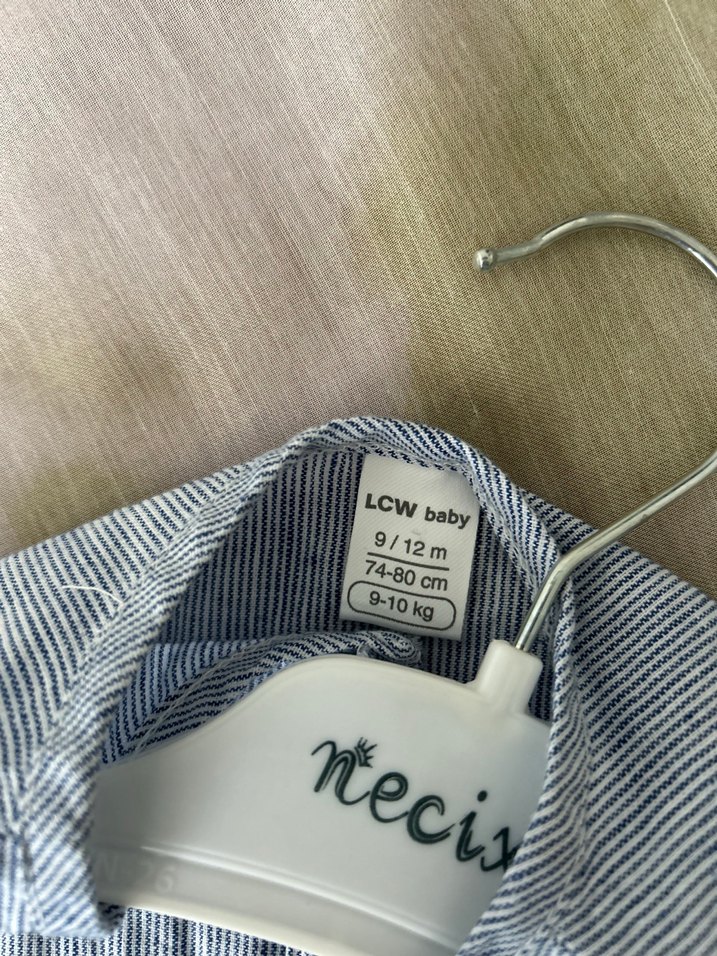 LCW baby
9 / 12 m
74-80 cm
9-10 kg
necix